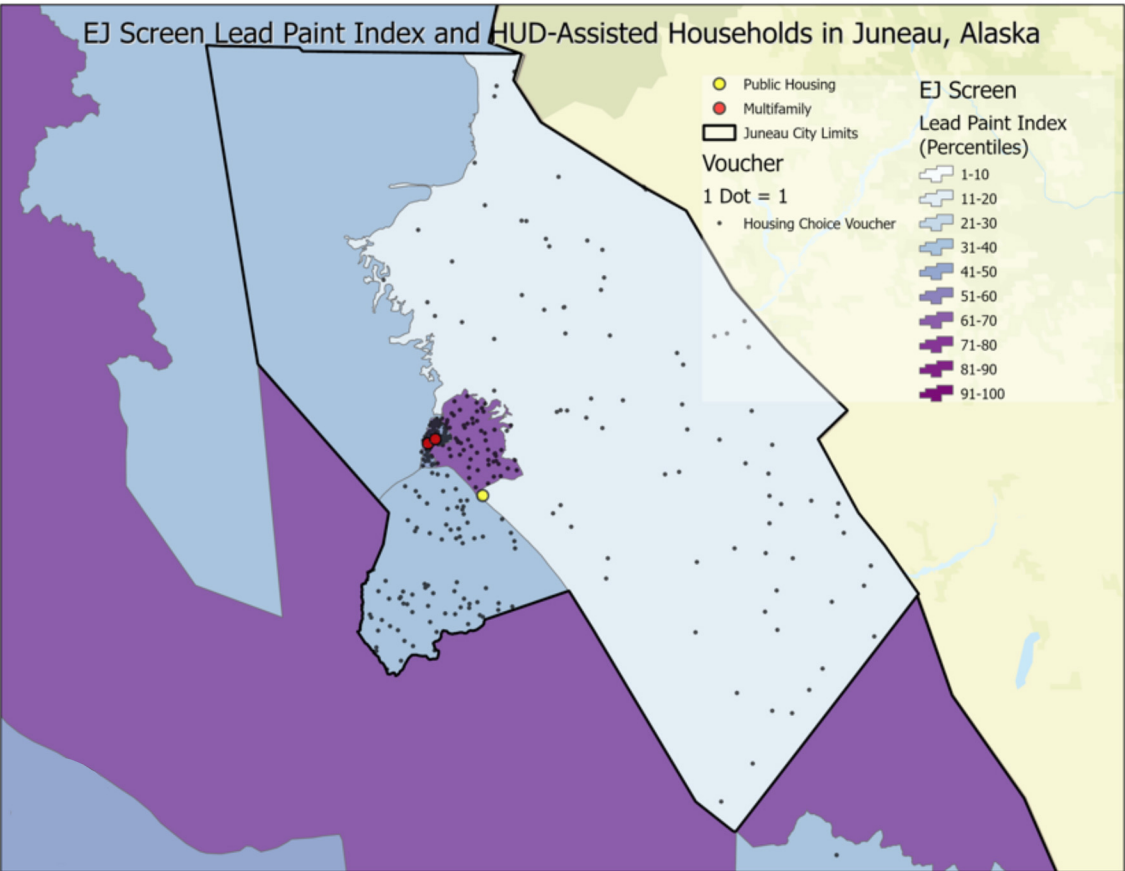 EJ Screen Lead Paint Index and HUD-Assisted Households in Juneau, Alaska
Public Housing
Multifamily
Juneau City Limits
Voucher
1 Dot = 1
Housing Choice Voucher
EJ Screen
Lead Paint Index
(Percentiles)
1-10
11-20
21-30
31-40
41-50
51-60
61-70
71-80
81-90
91-100